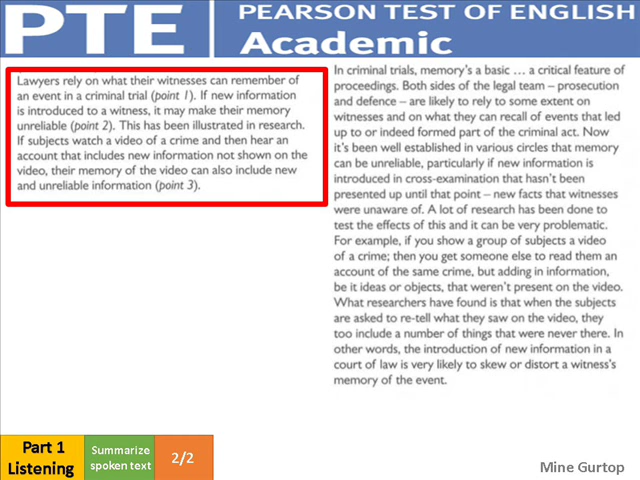 PTE
PEARSON TEST OF ENGLISH
Academic
Lawyers rely on what their witnesses can remember of
an event in a criminal trial (point 1). If new information
is introduced to a witness, it may make their memory
unreliable (point 2). This has been illustrated in research.
If subjects watch a video of a crime and then hear an
account that includes new information not shown on the
video, their memory of the video can also include new
and unreliable information (point 3).
In criminal trials, memory's a basic … a critical feature of
proceedings. Both sides of the legal team – prosecution
and defence – are likely to rely to some extent on
witnesses and on what they can recall of events that led
up to or indeed formed part of the criminal act. Now
it's been well established in various circles that memory
can be unreliable, particularly if new information is
introduced in cross-examination that hasn't been
presented up until that point – new facts that witnesses
were unaware of. A lot of research has been done to
test the effects of this and it can be very problematic.
For example, if you show a group of subjects a video
of a crime; then you get someone else to read them an
account of the same crime, but adding in information,
be it ideas or objects, that weren't present on the video.
What researchers have found is that when the subjects
are asked to re-tell what they saw on the video, they
too include a number of things that were never there. In
other words, the introduction of new information in a
court of law is very likely to skew or distort a witness's
memory of the event.
Part 1
Listening
Summarize
spoken text
2/2
Mine Gurtop